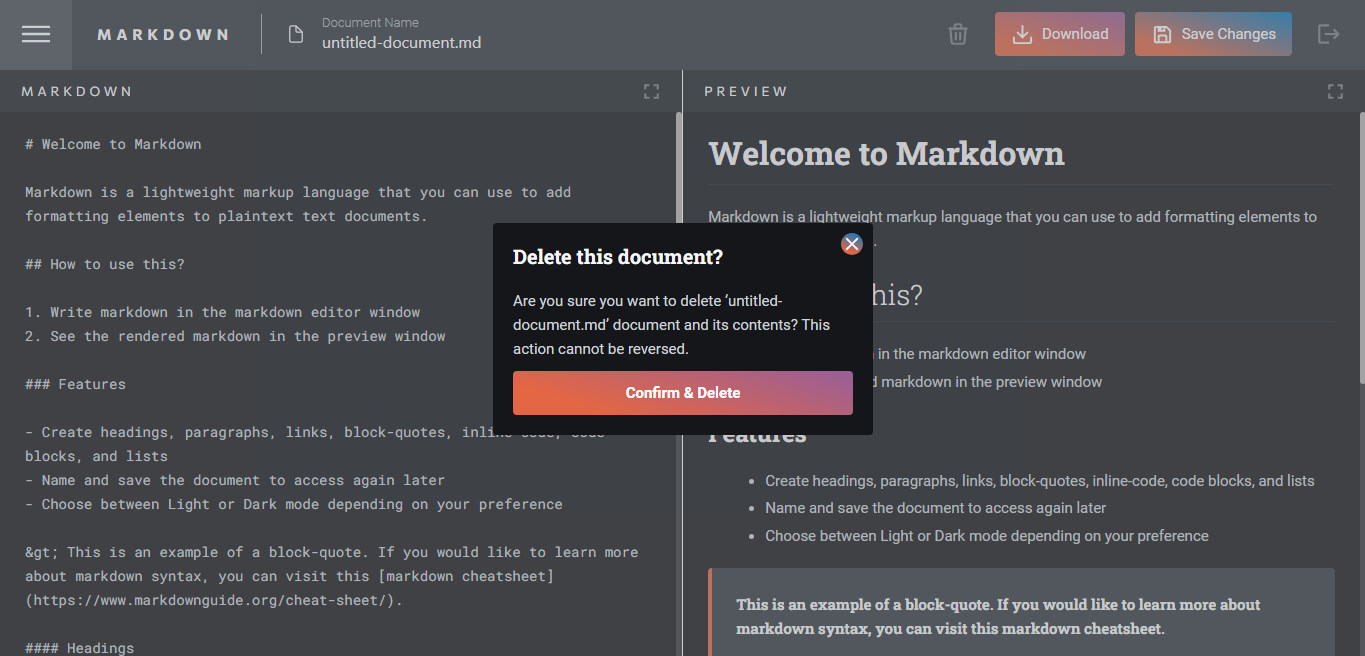 MARKDOWN
Document Name
untitled-document.md
Download
Save Changes
MARKDOWN
# Welcome to Markdown
Markdown is a lightweight markup language that you can use to add
formatting elements to plaintext text documents.
## How to use this?
1. Write markdown in the markdown editor window
2. See the rendered markdown in the preview window
### Features
- Create headings, paragraphs, links, block-quotes, inline-code, code
blocks, and lists
- Name and save the document to access again later
- Choose between Light or Dark mode depending on your preference
&gt; This is an example of a block-quote. If you would like to learn more
about markdown syntax, you can visit this [markdown cheatsheet]
(https://www.markdownguide.org/cheat-sheet/).
#### Headings
PREVIEW
Welcome to Markdown
Markdown is a lightweight markup language that you can use to add formatting elements to
.
this?
in the markdown editor window
markdown in the preview window
Features
• Create headings, paragraphs, links, block-quotes, inline-code, code blocks, and lists
• Name and save the document to access again later
• Choose between Light or Dark mode depending on your preference
This is an example of a block-quote. If you would like to learn more about
markdown syntax, you can visit this markdown cheatsheet.
Delete this document?
Are you sure you want to delete ‘untitled-
document.md’ document and its contents? This
action cannot be reversed.
Confirm & Delete